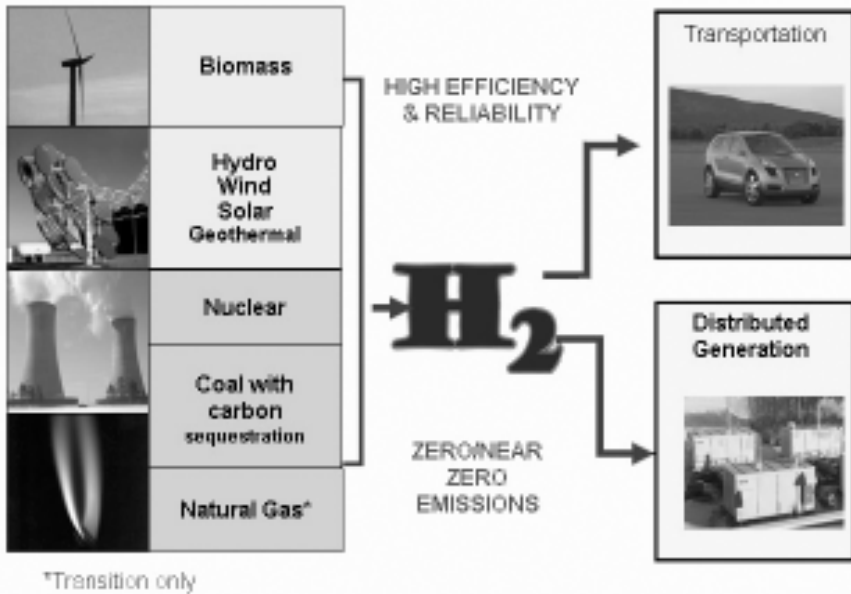 Biomass
Hydro
Wind
Solar
Geothermal
Nuclear
Coal with
carbon
sequestration
Natural Gas*
*Transition only
HIGH EFFICIENCY
& RELIABILITY
H2
ZERO/NEAR
ZERO
EMISSIONS
Transportation
Distributed
Generation